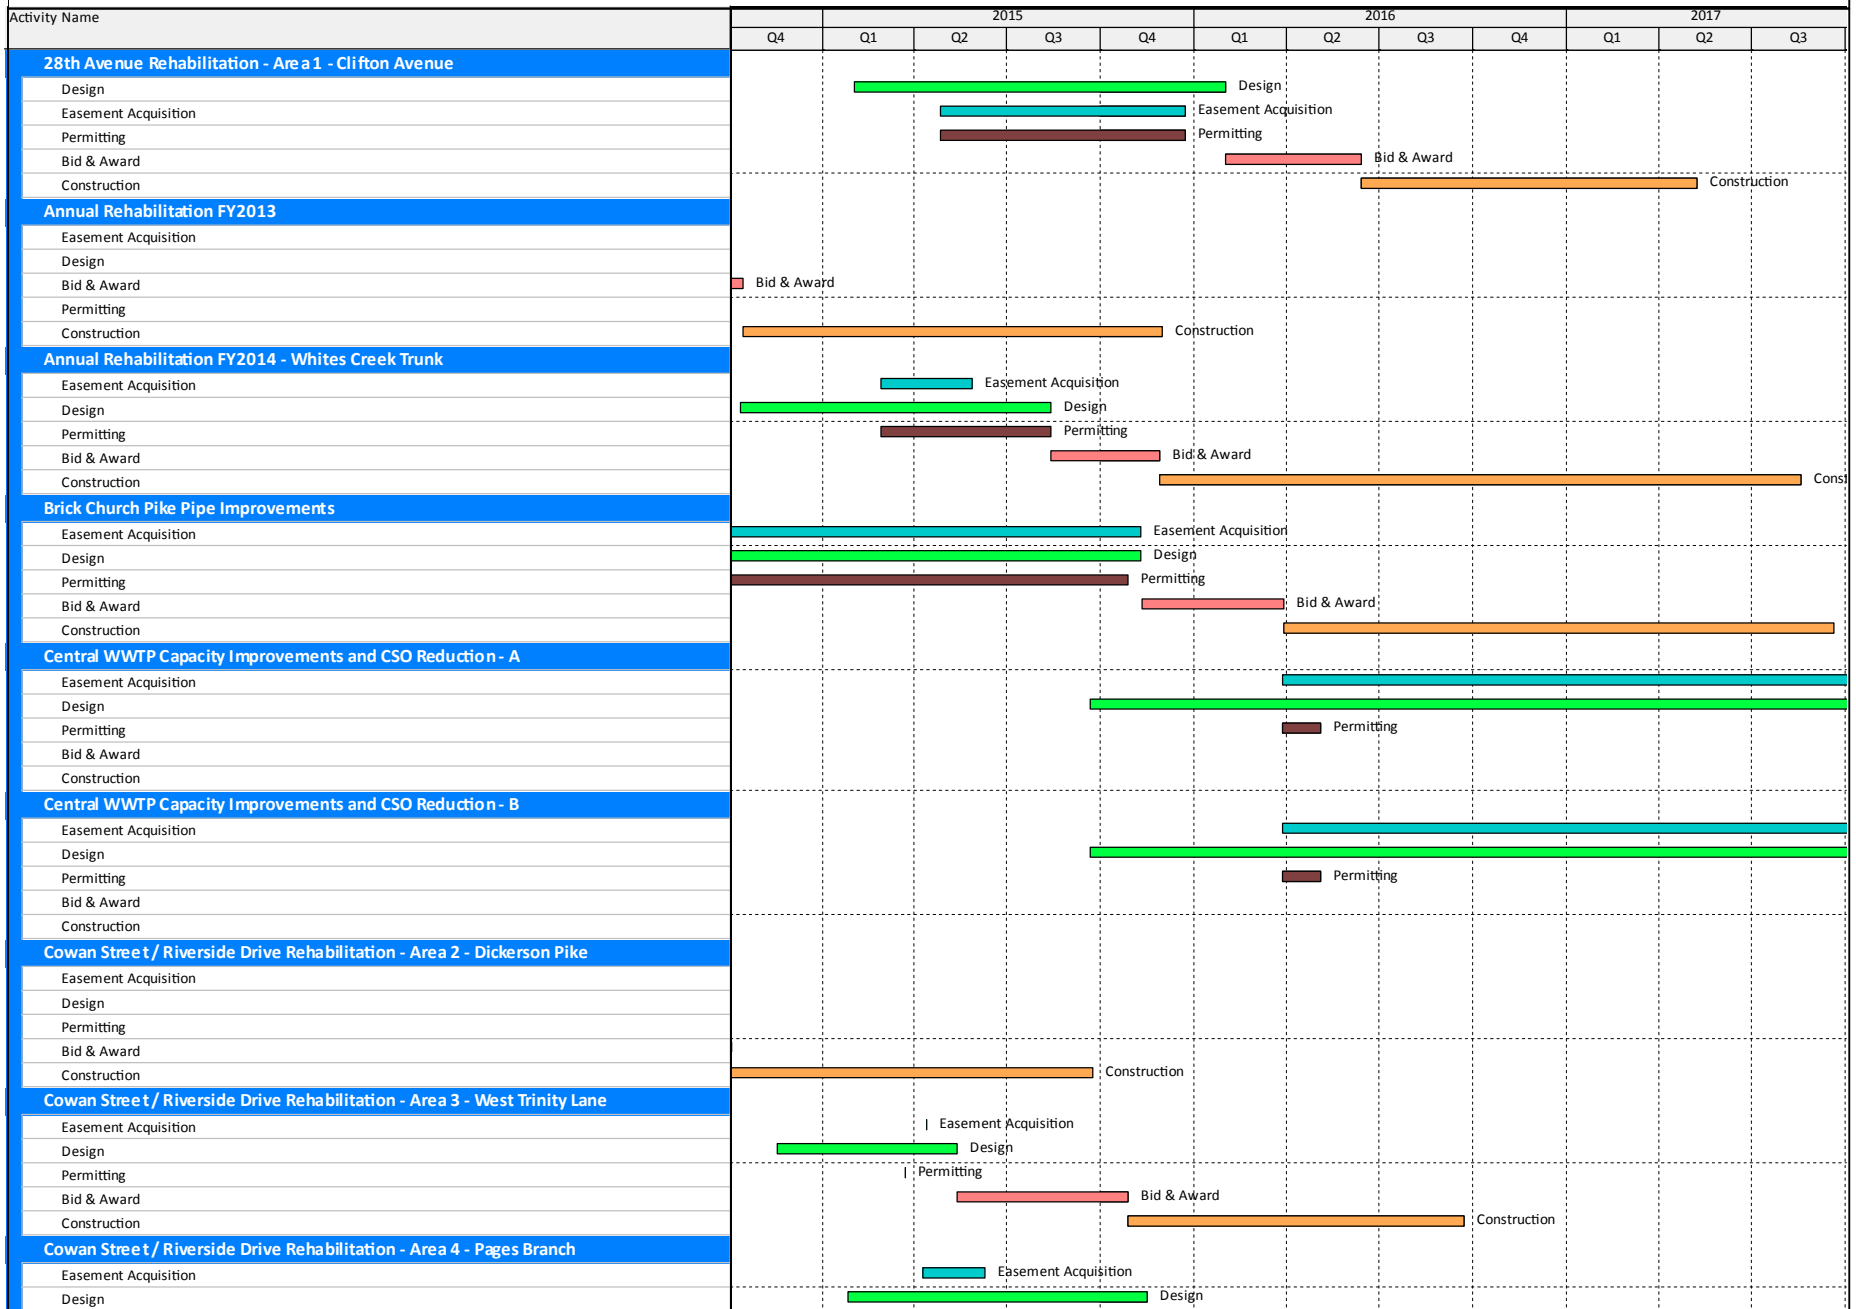 Activity Name 2015 2016 2017
Q4 Q1 Q2 Q3 Q4 Q1 Q2 Q3 Q4 Q1 Q2 Q3
28th Avenue Rehabilitation - Area 1 - Clifton Avenue
Design Design
Easement Acquisition Easement Acquisition
Permitting Permitting
Bid & Award Bid & Award
Construction Construction
Annual Rehabilitation FY2013
Easement Acquisition
Design
Bid & Award Bid & Award
Permitting
Construction Construction
Annual Rehabilitation FY2014 - Whites Creek Trunk
Easement Acquisition Easement Acquisition
Design Design
Permitting Permitting
Bid & Award Bid & Award
Construction Const
Brick Church Pike Pipe Improvements
Easement Acquisition Easement Acquisition
Design Design
Permitting Permitting
Bid & Award Bid & Award
Construction
Central WWTP Capacity Improvements and CSO Reduction - A
Easement Acquisition
Design
Permitting Permitting
Bid & Award
Construction
Central WWTP Capacity Improvements and CSO Reduction - B
Easement Acquisition
Design
Permitting Permitting
Bid & Award
Construction
Cowan Street / Riverside Drive Rehabilitation - Area 2 - Dickerson Pike
Easement Acquisition
Design
Permitting
Bid & Award
Construction Construction
Cowan Street / Riverside Drive Rehabilitation - Area 3 - West Trinity Lane
Easement Acquisition Easement Acquisition
Design Design
Permitting Permitting
Bid & Award Bid & Award
Construction Construction
Cowan Street / Riverside Drive Rehabilitation - Area 4 - Pages Branch
Easement Acquisition Easement Acquisition
Design Design